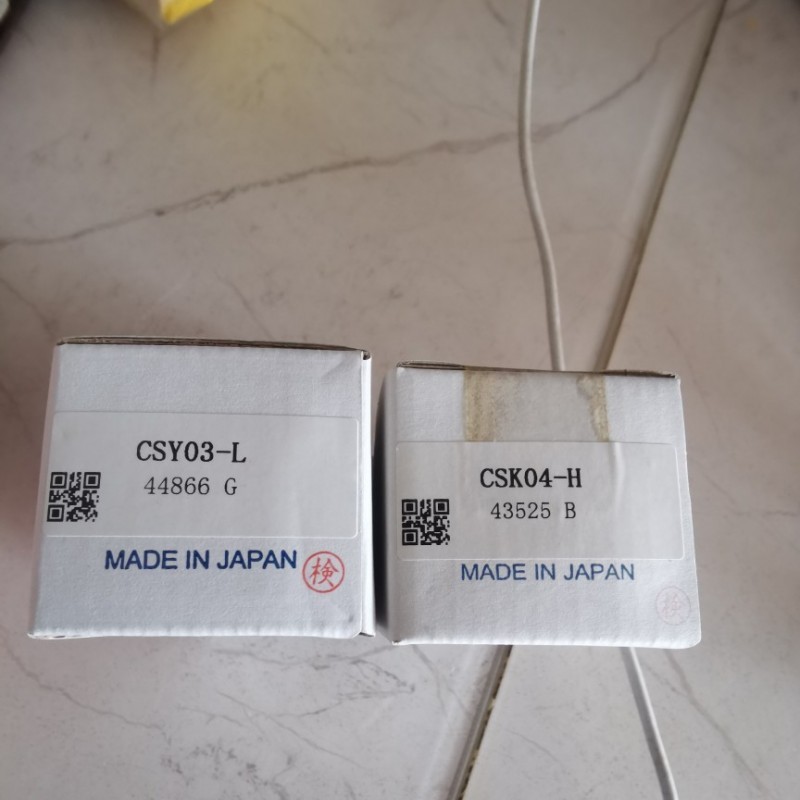 CSY03-L
44866 G
MADE IN JAPAN
検
CSK04-H
43525 B
MADE IN JAPAN
検